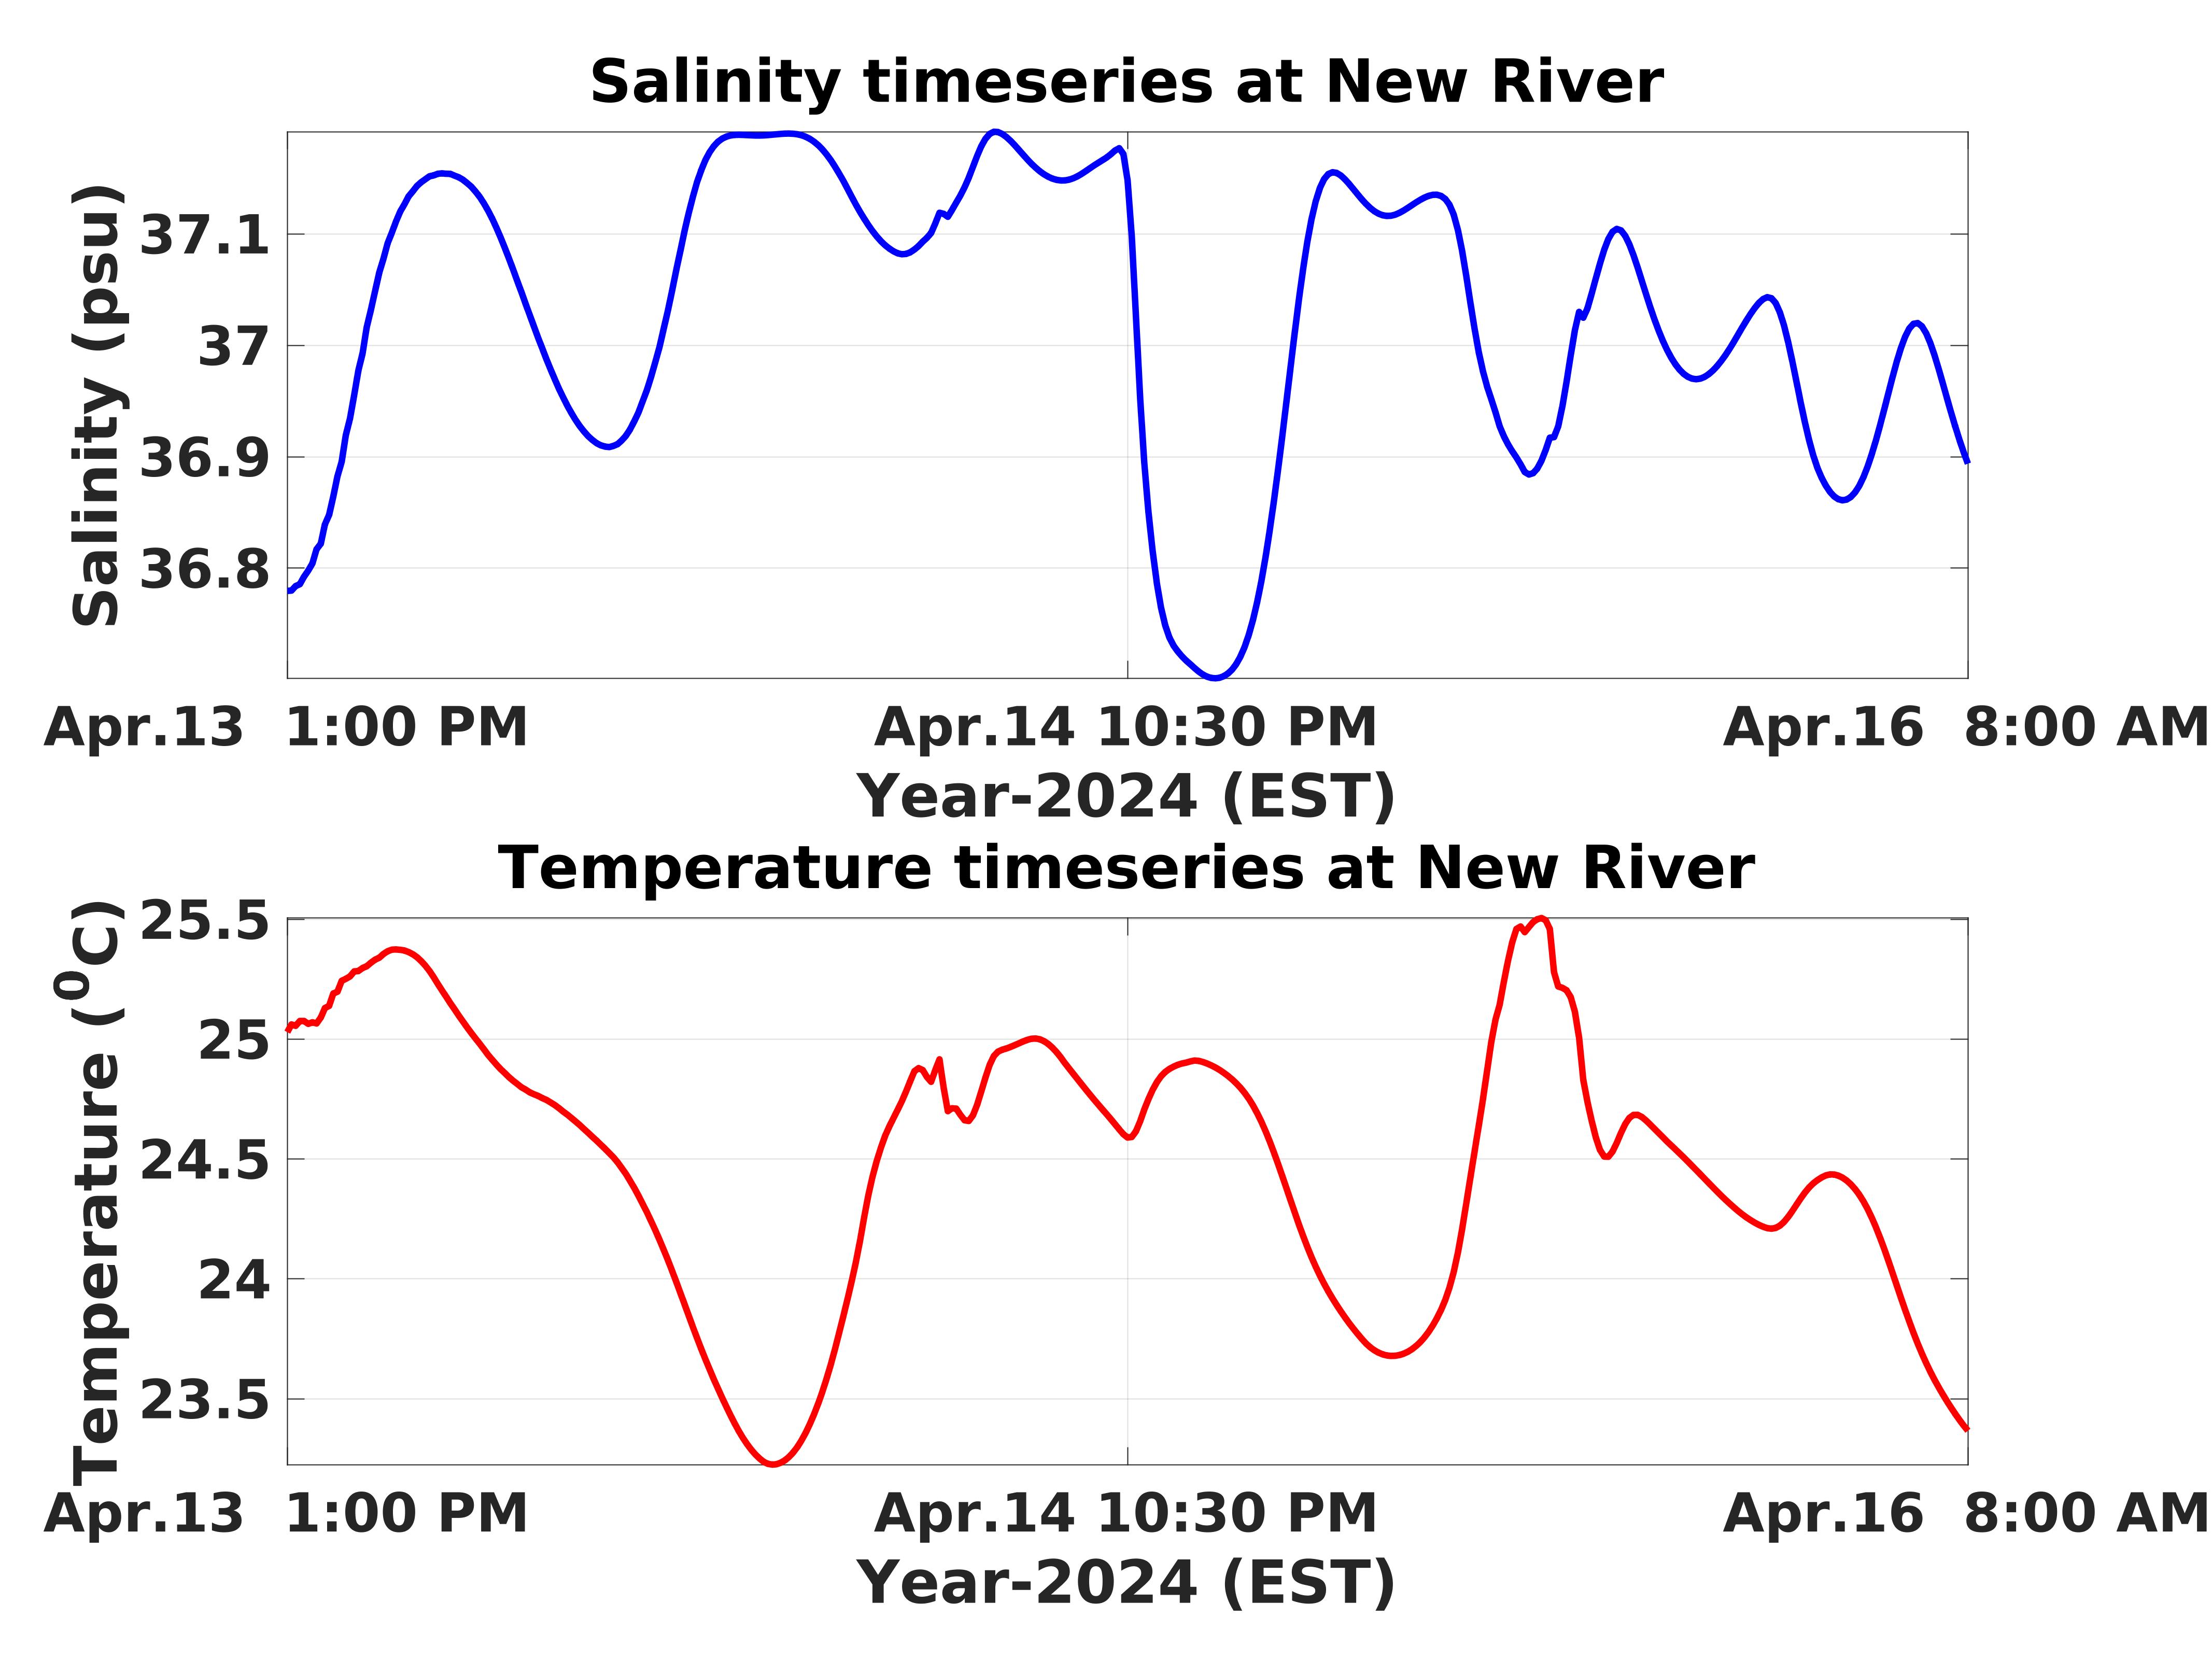 Salinity timeseries at New River
Salinity (psu)
37.1
37
36.9
36.8
Apr.13  1:00 PM
Apr.14 10:30 PM
Apr.16  8:00 AM
Year-2024 (EST)
Temperature timeseries at New River
Temperature (⁰C)
25.5
25
24.5
24
23.5
Apr.13  1:00 PM
Apr.14 10:30 PM
Apr.16  8:00 AM
Year-2024 (EST)